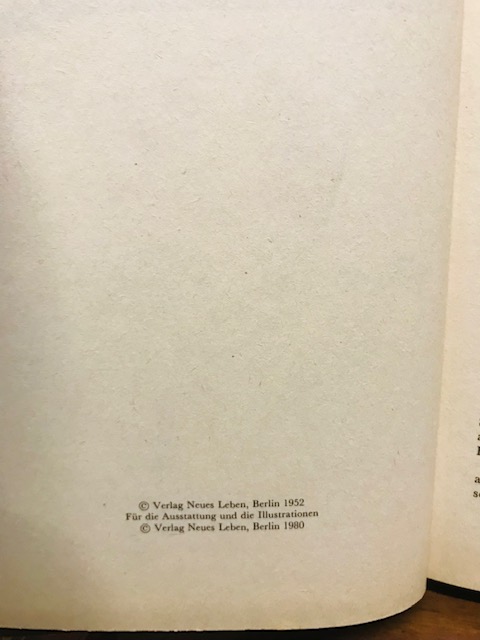 © Verlag Neues Leben, Berlin 1952
Für die Ausstattung und die Illustrationen
© Verlag Neues Leben, Berlin 1980